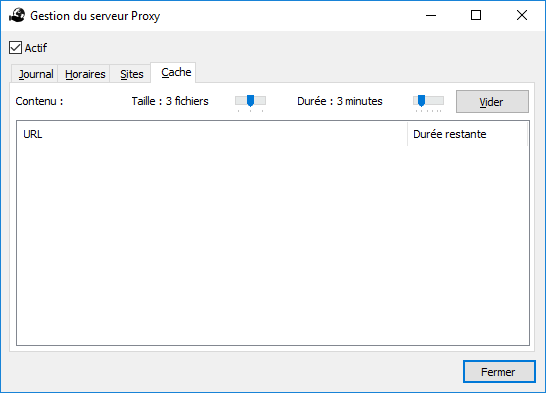 Gestion du serveur Proxy
Actif
Journal Horaires Sites Cache
Contenu : Taille : 3 fichiers Durée : 3 minutes Vider
URL Durée restante
Fermer